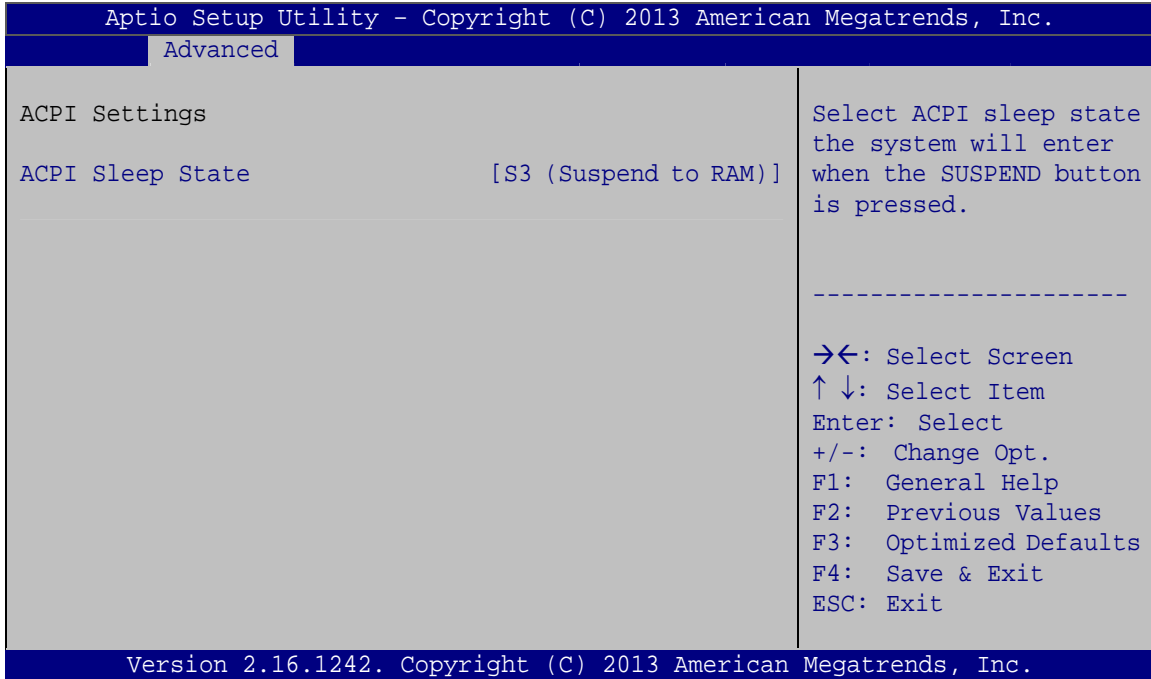 Aptio Setup Utility – Copyright (C) 2013 American Megatrends, Inc.
Advanced
ACPI Settings
ACPI Sleep State [S3 (Suspend to RAM)]
Select ACPI sleep state
the system will enter
when the SUSPEND button
is pressed.
----------------------
→←: Select Screen
↑ ↓: Select Item
Enter: Select
+/-: Change Opt.
F1: General Help
F2: Previous Values
F3: Optimized Defaults
F4: Save & Exit
ESC: Exit
Version 2.16.1242. Copyright (C) 2013 American Megatrends, Inc.